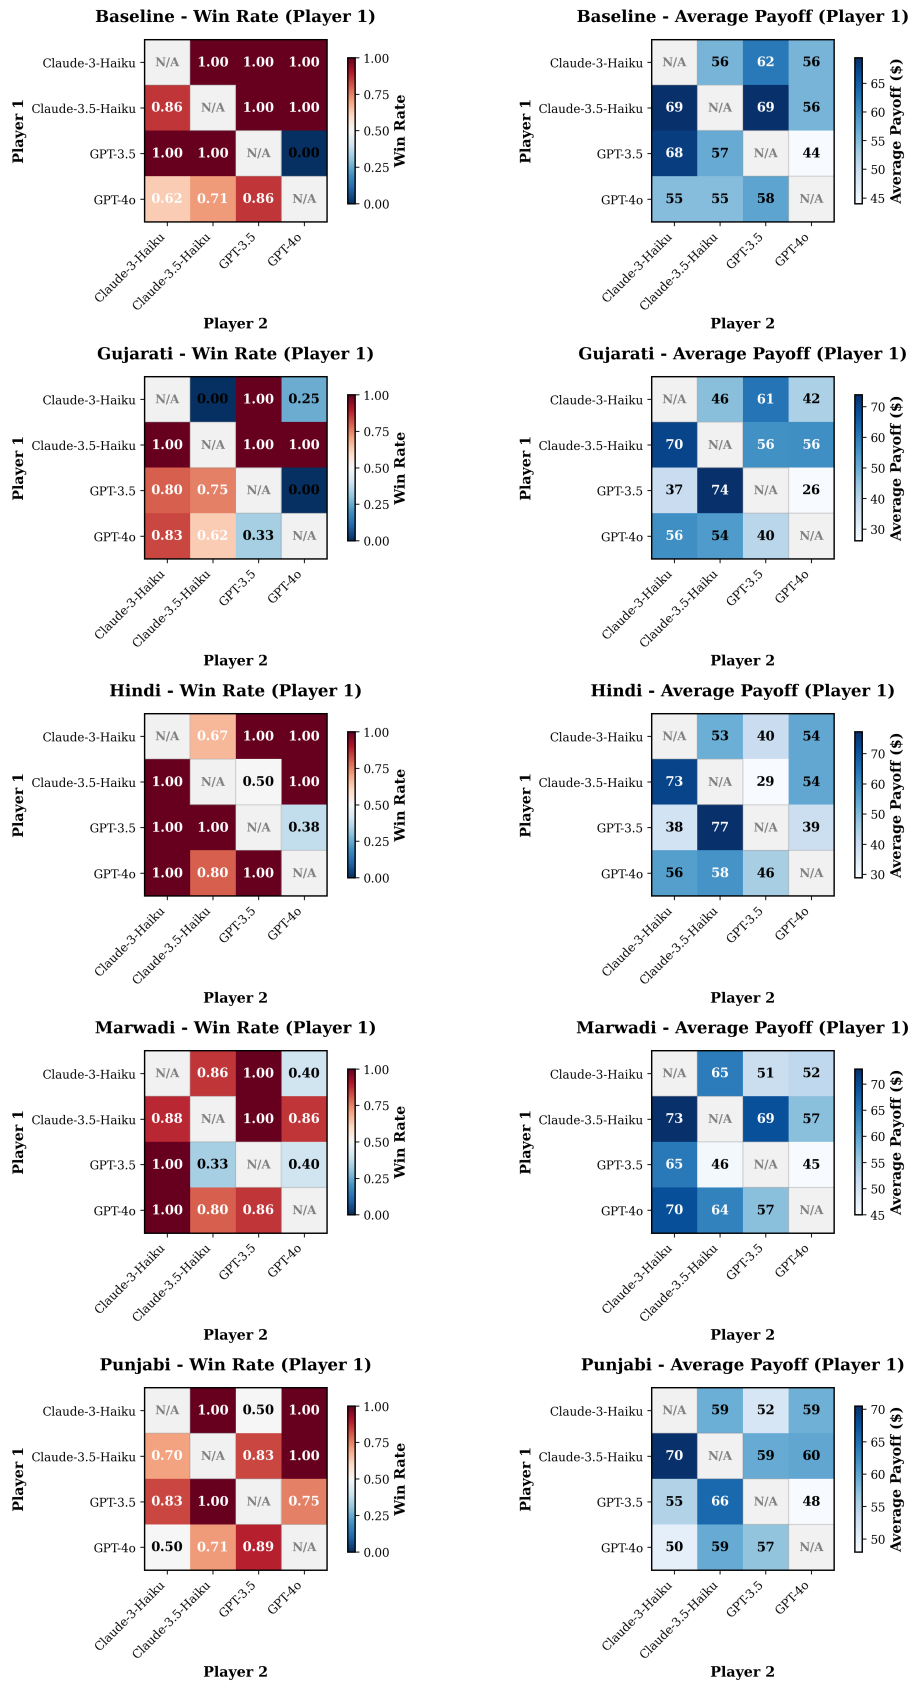 Baseline - Win Rate (Player 1)
Player 1
Claude-3-Haiku N/A 1.00 1.00 1.00
Claude-3.5-Haiku 0.86 N/A 1.00 1.00
GPT-3.5 1.00 1.00 N/A 0.00
GPT-4o 0.62 0.71 0.86 N/A
Claude-3-Haiku Claude-3.5-Haiku GPT-3.5 GPT-4o
Player 2
1.00
0.75
0.50
0.25
0.00
Win Rate
Baseline - Average Payoff (Player 1)
Player 1
Claude-3-Haiku N/A 56 62 56
Claude-3.5-Haiku 69 N/A 69 56
GPT-3.5 68 57 N/A 44
GPT-4o 55 55 58 N/A
Claude-3-Haiku Claude-3.5-Haiku GPT-3.5 GPT-4o
Player 2
65
60
55
50
45
Average Payoff ($)
Gujarati - Win Rate (Player 1)
Player 1
Claude-3-Haiku N/A 0.00 1.00 0.25
Claude-3.5-Haiku 1.00 N/A 1.00 1.00
GPT-3.5 0.80 0.75 N/A 0.00
GPT-4o 0.83 0.62 0.33 N/A
Claude-3-Haiku Claude-3.5-Haiku GPT-3.5 GPT-4o
Player 2
1.00
0.75
0.50
0.25
0.00
Win Rate
Gujarati - Average Payoff (Player 1)
Player 1
Claude-3-Haiku N/A 46 61 42
Claude-3.5-Haiku 70 N/A 56 56
GPT-3.5 37 74 N/A 26
GPT-4o 56 54 40 N/A
Claude-3-Haiku Claude-3.5-Haiku GPT-3.5 GPT-4o
Player 2
70
60
50
40
30
Average Payoff ($)
Hindi - Win Rate (Player 1)
Player 1
Claude-3-Haiku N/A 0.67 1.00 1.00
Claude-3.5-Haiku 1.00 N/A 0.50 1.00
GPT-3.5 1.00 1.00 N/A 0.38
GPT-4o 1.00 0.80 1.00 N/A
Claude-3-Haiku Claude-3.5-Haiku GPT-3.5 GPT-4o
Player 2
1.00
0.75
0.50
0.25
0.00
Win Rate
Hindi - Average Payoff (Player 1)
Player 1
Claude-3-Haiku N/A 53 40 54
Claude-3.5-Haiku 73 N/A 29 54
GPT-3.5 38 77 N/A 39
GPT-4o 56 58 46 N/A
Claude-3-Haiku Claude-3.5-Haiku GPT-3.5 GPT-4o
Player 2
70
60
50
40
30
Average Payoff ($)
Marwadi - Win Rate (Player 1)
Player 1
Claude-3-Haiku N/A 0.86 1.00 0.40
Claude-3.5-Haiku 0.88 N/A 1.00 0.86
GPT-3.5 1.00 0.33 N/A 0.40
GPT-4o 1.00 0.80 0.86 N/A
Claude-3-Haiku Claude-3.5-Haiku GPT-3.5 GPT-4o
Player 2
1.00
0.75
0.50
0.25
0.00
Win Rate
Marwadi - Average Payoff (Player 1)
Player 1
Claude-3-Haiku N/A 65 51 52
Claude-3.5-Haiku 73 N/A 69 57
GPT-3.5 65 46 N/A 45
GPT-4o 70 64 57 N/A
Claude-3-Haiku Claude-3.5-Haiku GPT-3.5 GPT-4o
Player 2
70
65
60
55
50
45
Average Payoff ($)
Punjabi - Win Rate (Player 1)
Player 1
Claude-3-Haiku N/A 1.00 0.50 1.00
Claude-3.5-Haiku 0.70 N/A 0.83 1.00
GPT-3.5 0.83 1.00 N/A 0.75
GPT-4o 0.50 0.71 0.89 N/A
Claude-3-Haiku Claude-3.5-Haiku GPT-3.5 GPT-4o
Player 2
1.00
0.75
0.50
0.25
0.00
Win Rate
Punjabi - Average Payoff (Player 1)
Player 1
Claude-3-Haiku N/A 59 52 59
Claude-3.5-Haiku 70 N/A 59 60
GPT-3.5 55 66 N/A 48
GPT-4o 50 59 57 N/A
Claude-3-Haiku Claude-3.5-Haiku GPT-3.5 GPT-4o
Player 2
70
65
60
55
50
Average Payoff ($)